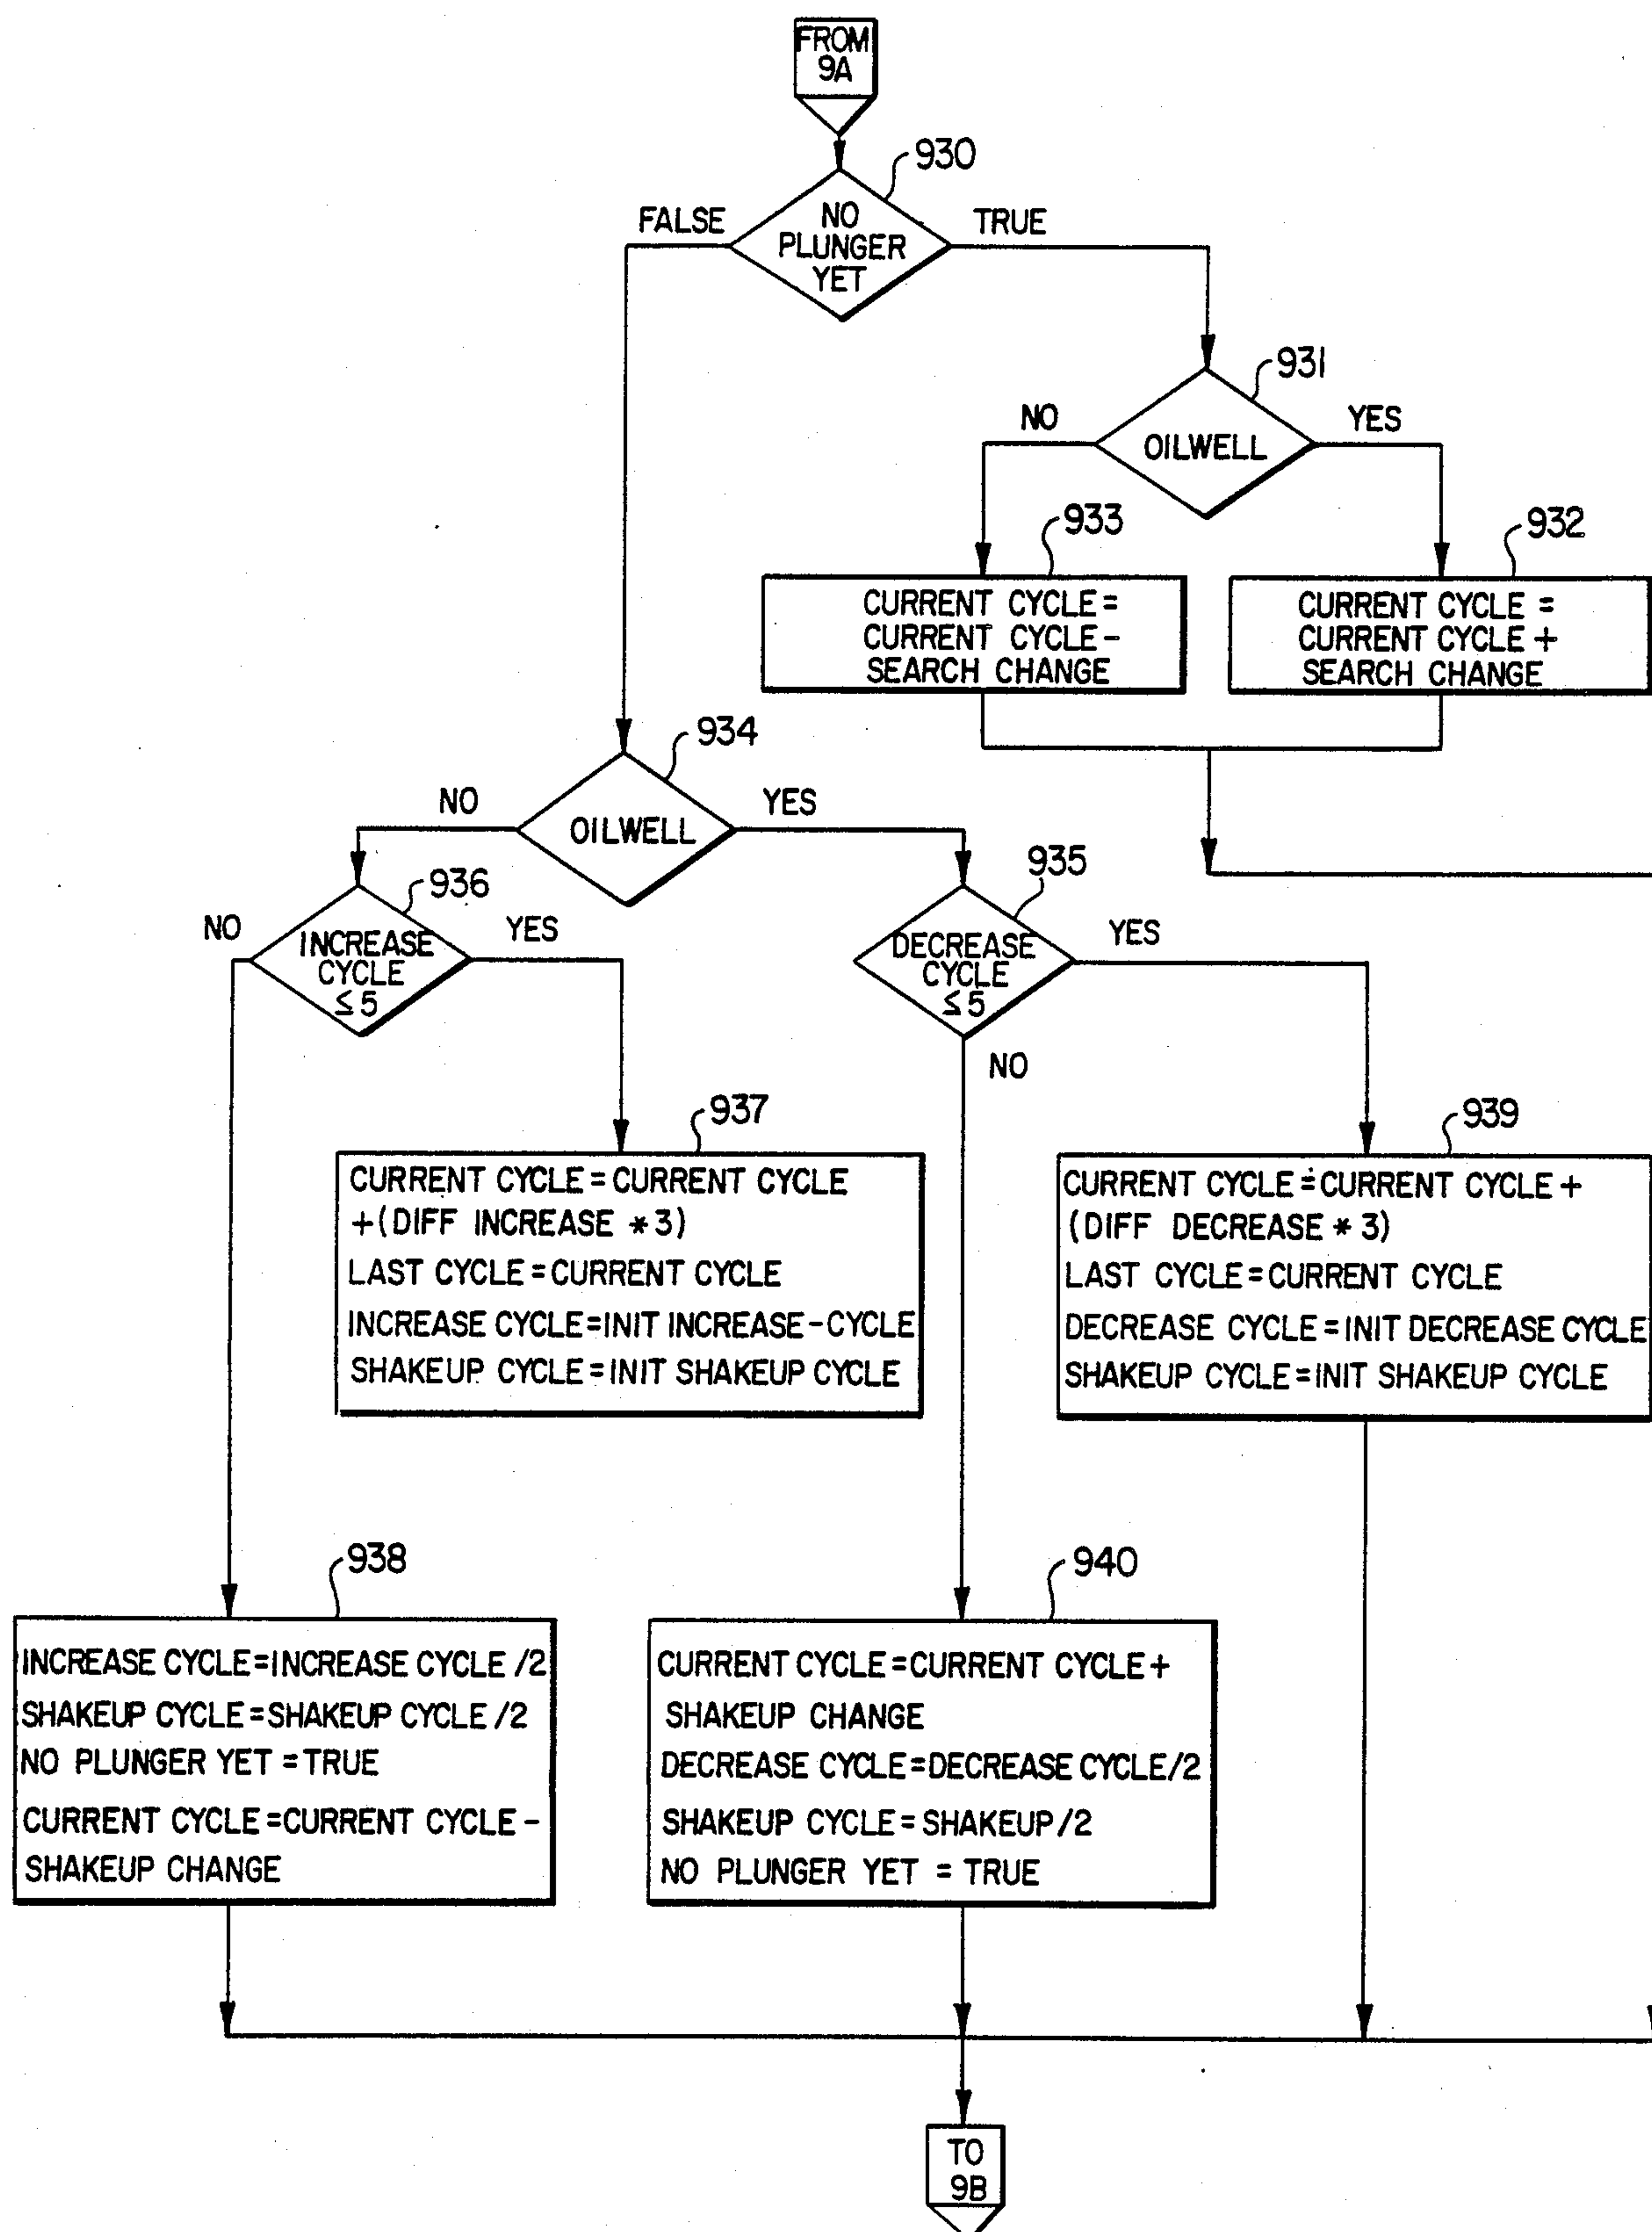 FROM
9A
930
FALSE
NO
PLUNGER
YET
TRUE
931
NO
OILWELL
YES
933
932
CURRENT CYCLE=
CURRENT CYCLE-
SEARCH CHANGE
CURRENT CYCLE =
CURRENT CYCLE +
SEARCH CHANGE
934
NO
OILWELL
YES
936
935
NO
INCREASE
CYCLE
≤5
YES
DECREASE
CYCLE
≤5
YES
NO
937
939
CURRENT CYCLE=CURRENT CYCLE
+(DIFF INCREASE *3)
LAST CYCLE=CURRENT CYCLE
INCREASE CYCLE=INIT INCREASE-CYCLE
SHAKEUP CYCLE=INIT SHAKEUP CYCLE
CURRENT CYCLE=CURRENT CYCLE+
(DIFF DECREASE * 3)
LAST CYCLE=CURRENT CYCLE
DECREASE CYCLE=INIT DECREASE CYCLE
SHAKEUP CYCLE=INIT SHAKEUP CYCLE
938
940
INCREASE CYCLE=INCREASE CYCLE /2
SHAKEUP CYCLE=SHAKEUP CYCLE /2
NO PLUNGER YET =TRUE
CURRENT CYCLE=CURRENT CYCLE-
SHAKEUP CHANGE
CURRENT CYCLE=CURRENT CYCLE+
SHAKEUP CHANGE
DECREASE CYCLE=DECREASE CYCLE/2
SHAKEUP CYCLE= SHAKEUP/2
NO PLUNGER YET = TRUE
TO
9B